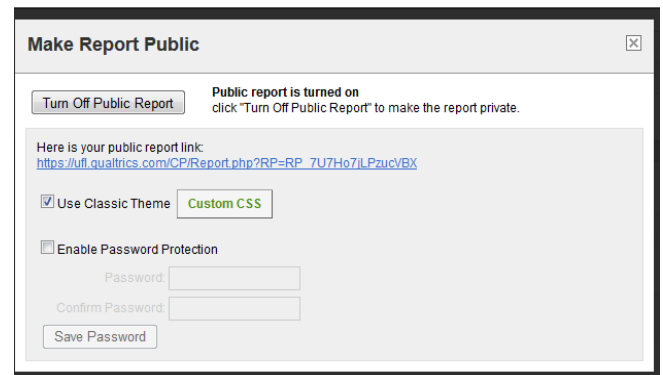 Make Report Public
Turn Off Public Report
Public report is turned on
click "Turn Off Public Report" to make the report private.
Here is your public report link:
https://ufl.qualtrics.com/CP/Report.php?RP=RP_7U7Ho7jLPzucVBX
Use Classic Theme Custom CSS
Enable Password Protection
Password:
Confirm Password:
Save Password